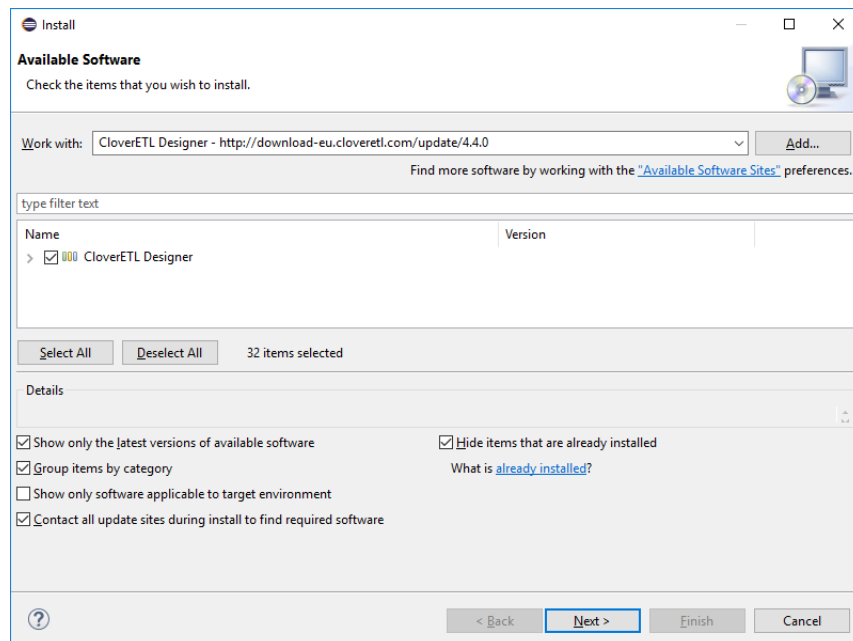 Install
Available Software
Check the items that you wish to install.
Work with: CloverETL Designer - http://download-eu.cloveretl.com/update/4.4.0 Add...
Find more software by working with the "Available Software Sites" preferences.
type filter text
Name Version
CloverETL Designer
Select All Deselect All 32 items selected
Details
Show only the latest versions of available software Hide items that are already installed
Group items by category What is already installed?
Show only software applicable to target environment
Contact all update sites during install to find required software
? < Back Next > Finish Cancel